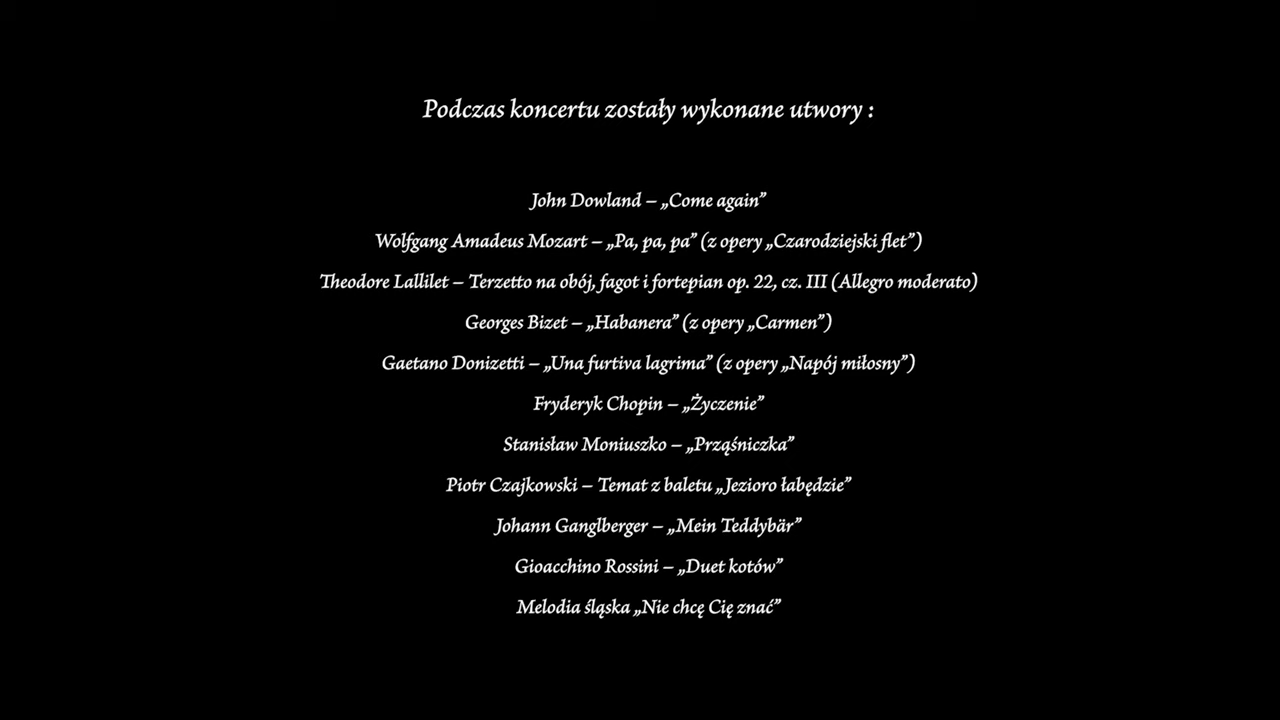 Podczas koncertu zostały wykonane utwory :
John Dowland – „Come again”
Wolfgang Amadeus Mozart – „Pa, pa, pa” (z opery „Czarodziejski flet”)
Theodore Lallilet – Terzetto na obój, fagot i fortepian op. 22, cz. III (Allegro moderato)
Georges Bizet – „Habanera” (z opery „Carmen”)
Gaetano Donizetti – „Una furtiva lagrima” (z opery „Napój miłosny”)
Fryderyk Chopin – „Życzenie”
Stanisław Moniuszko – „Prząśniczka”
Piotr Czajkowski – Temat z baletu „Jezioro łabędzie”
Johann Ganglberger – „Mein Teddybär”
Gioacchino Rossini – „Duet kotów”
Melodia śląska „Nie chcę Cię znać”